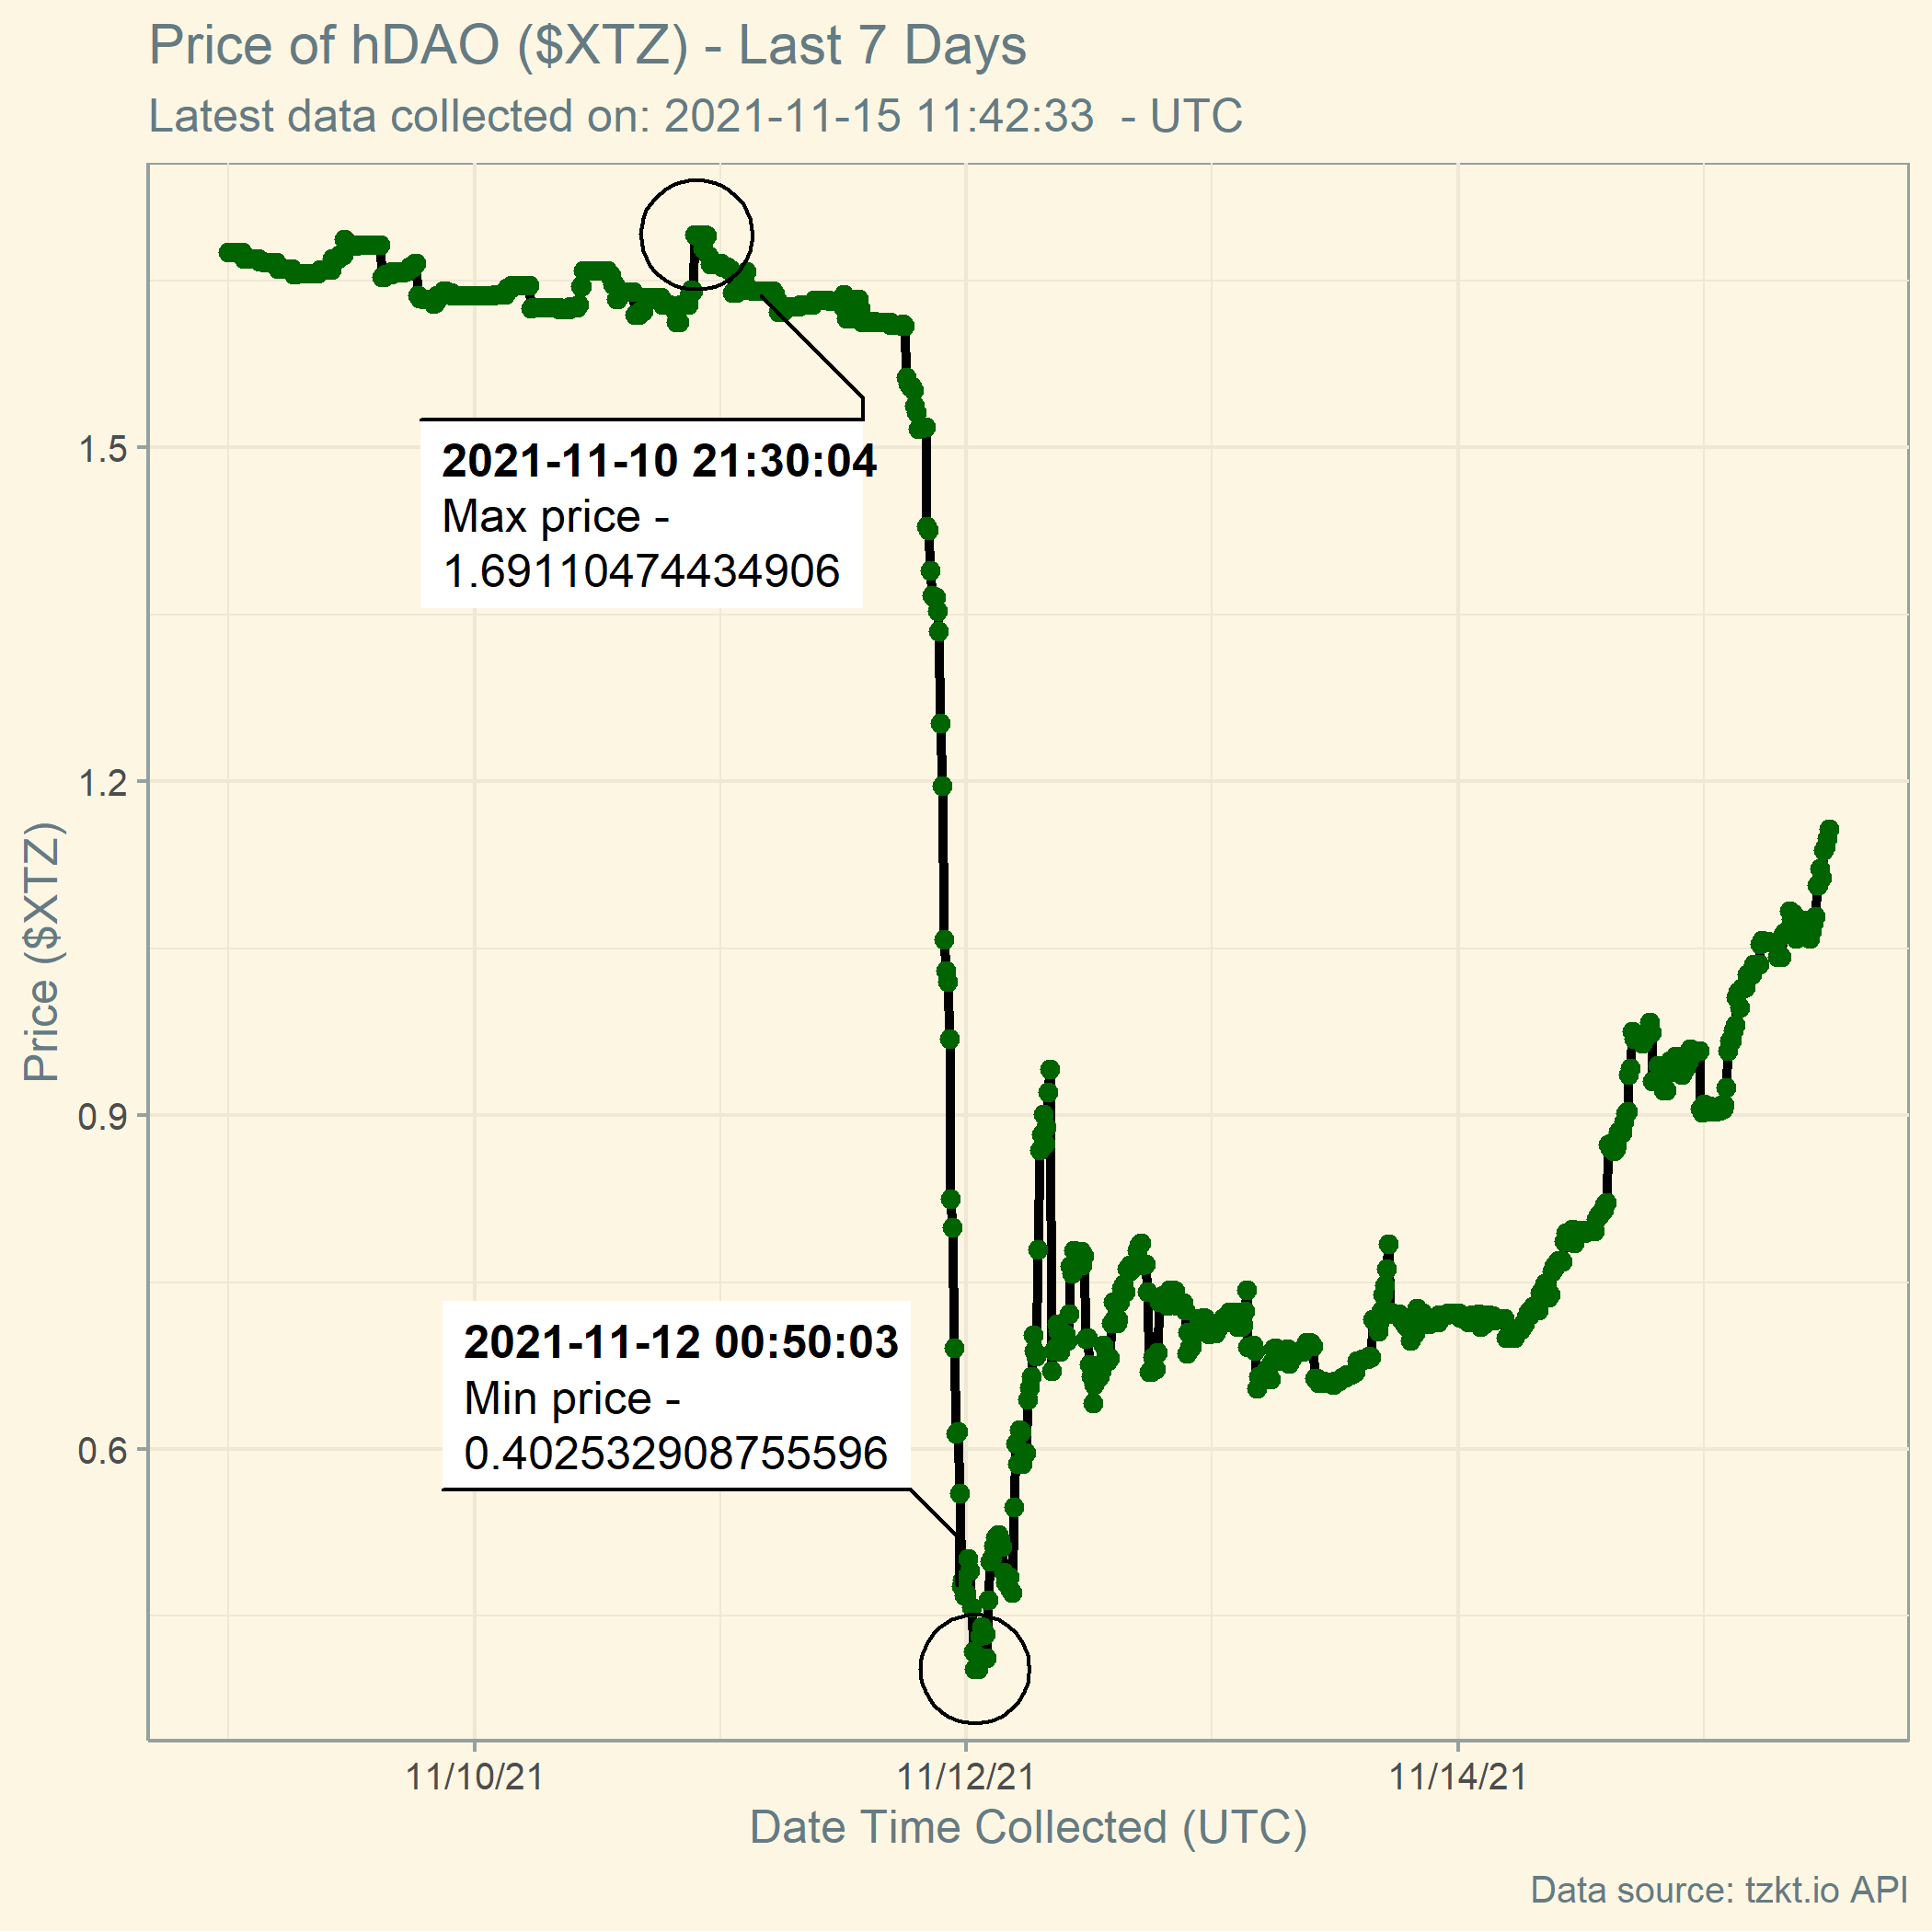 Price of hDAO ($XTZ) - Last 7 Days
Latest data collected on: 2021-11-15 11:42:33  - UTC
1.5
1.2
0.9
0.6
Price ($XTZ)
2021-11-10 21:30:04
Max price -
1.69110474434906
2021-11-12 00:50:03
Min price -
0.402532908755596
11/10/21
11/12/21
11/14/21
Date Time Collected (UTC)
Data source: tzkt.io API